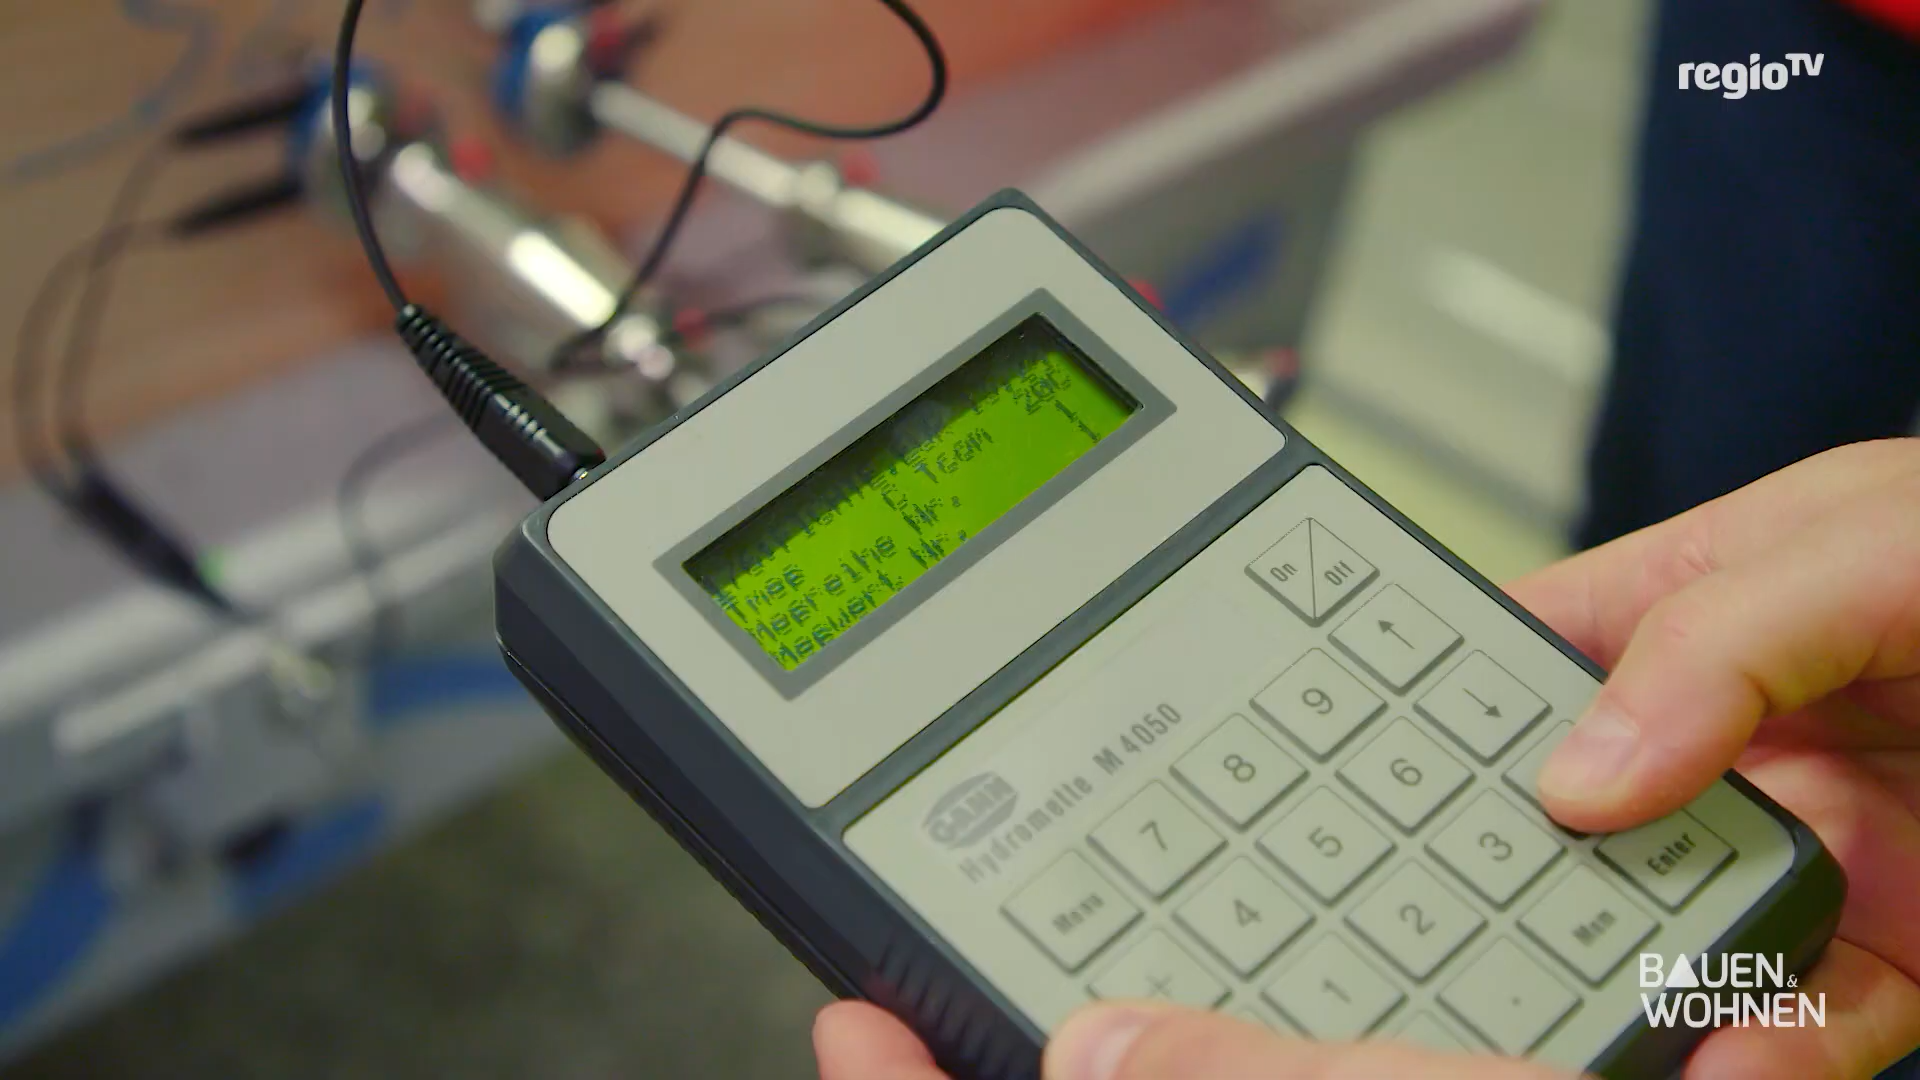 regioTV
Meßreihe Nr.
Meßwert Nr.
On Off
GANN
Hydromette M 4050
↑
9
↓
8
6
7
5
3
Enter
Menu
4
2
Mem
+
1
.
BAUEN &
WOHNEN